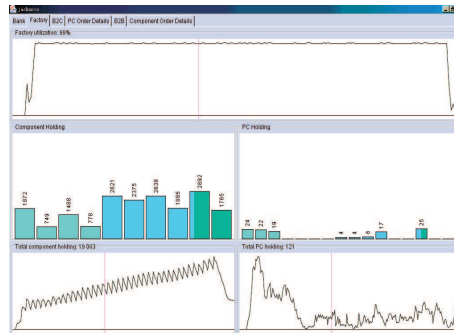 Bank Factory B2C PC Order Details B2B Component Order Details
Factory utilization: 99%
Component Holding
1872 749 1488 778 2621 2375 2638 1885 2892 1765
PC Holding
24 22 19 4 4 6 17 25
Total component holding: 19 063
Total PC holding: 121